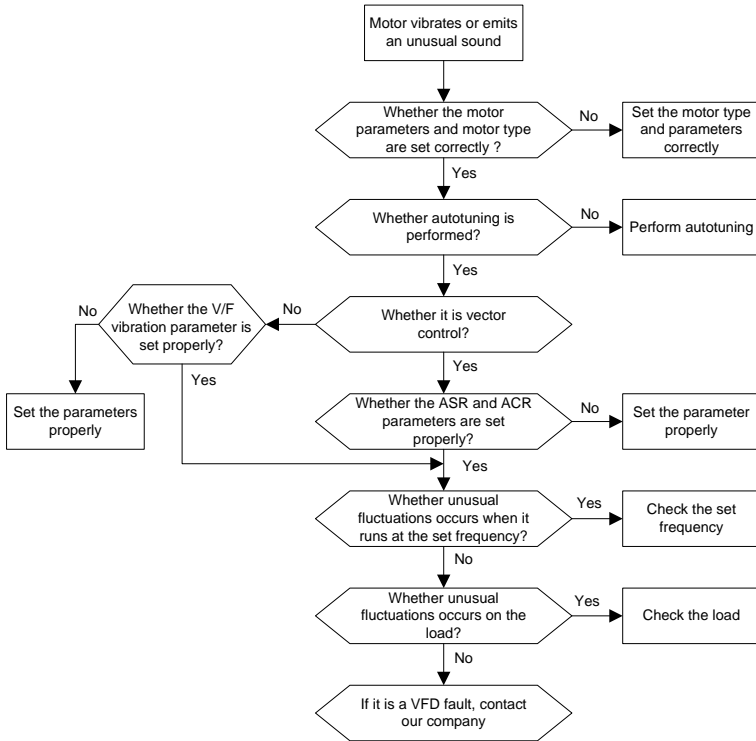 Motor vibrates or emits
an unusual sound
Whether the motor
parameters and motor type
are set correctly ?
No
Set the motor type
and parameters
correctly
Yes
Whether autotuning is
performed?
No
Perform autotuning
Yes
Whether it is vector
control?
No
Whether the V/F
vibration parameter is
set properly?
No
Set the parameters
properly
Yes
Yes
Whether the ASR and ACR
parameters are set
properly?
No
Set the parameter
properly
Yes
Whether unusual
fluctuations occurs when it
runs at the set frequency?
Yes
Check the set
frequency
No
Whether unusual
fluctuations occurs on the
load?
Yes
Check the load
No
If it is a VFD fault, contact
our company